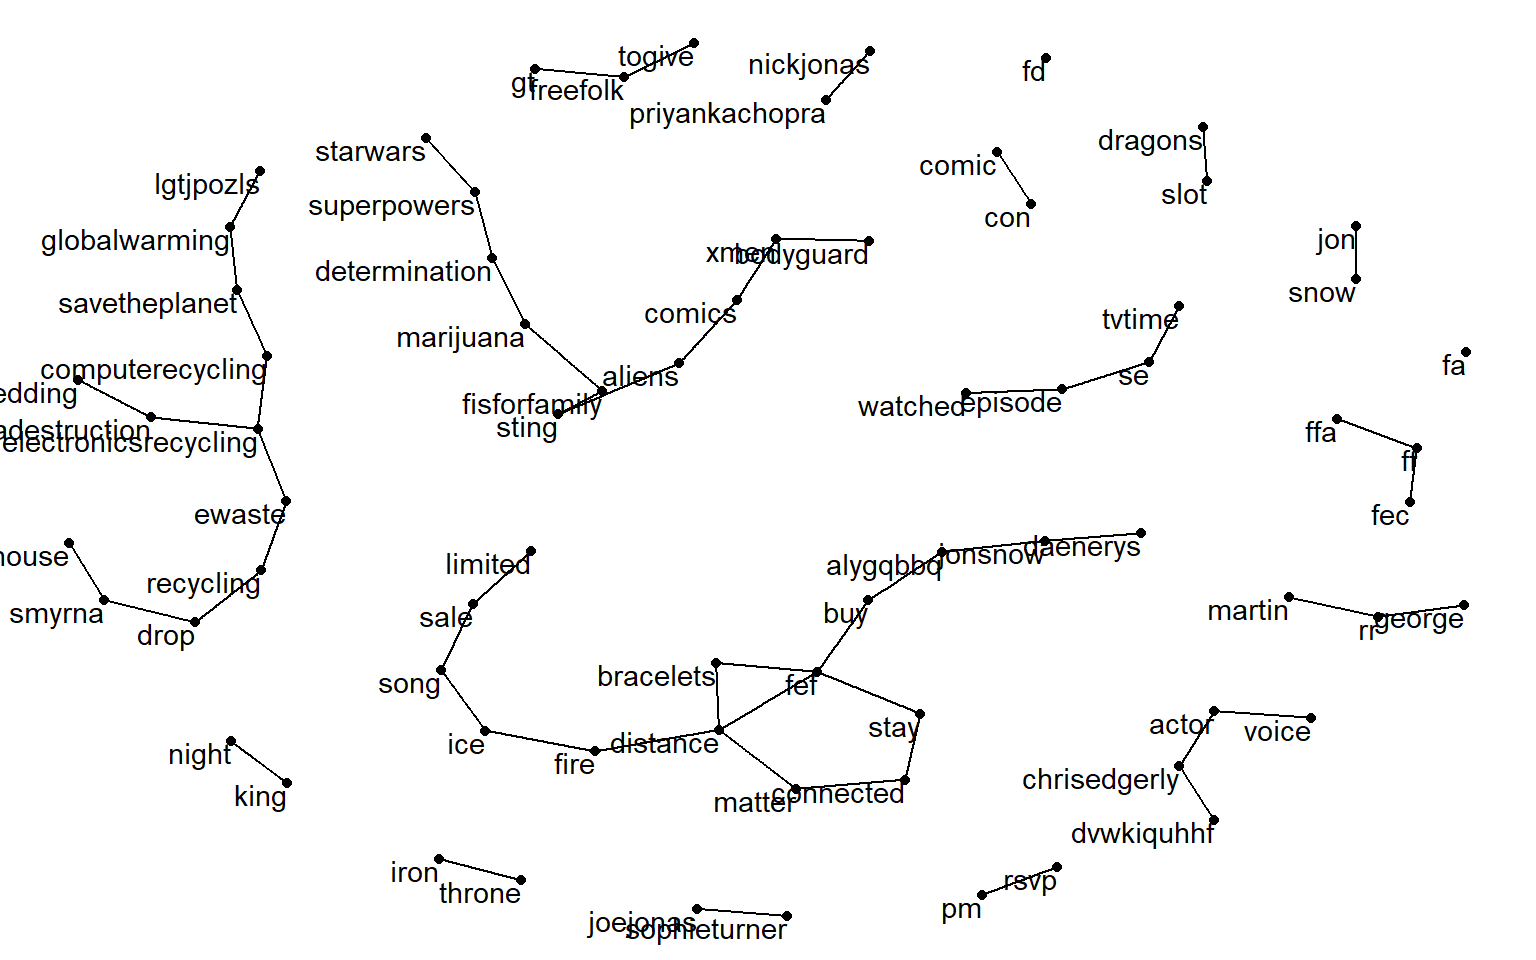 togive
gt
freefolk
nickjonas
priyankachopra
fd
starwars
comic
dragons
lgtjpozls
superpowers
con
slot
globalwarming
xmen
bodyguard
jon
determination
snow
savetheplanet
comics
tvtime
marijuana
computerecycling
aliens
se
fa
edding
fisforfamily
watched
episode
sting
adestruction
electronicsrecycling
ffa
ff
ewaste
fec
house
limited
alygqbbq
jonsnow
daenerys
recycling
smyrna
sale
buy
martin
rr
george
drop
song
bracelets
fef
stay
actor
voice
night
ice
fire
distance
chrisedgerly
king
matter
connected
dvwkiquhhf
iron
throne
rsvp
pm
joejonas
sophieturner